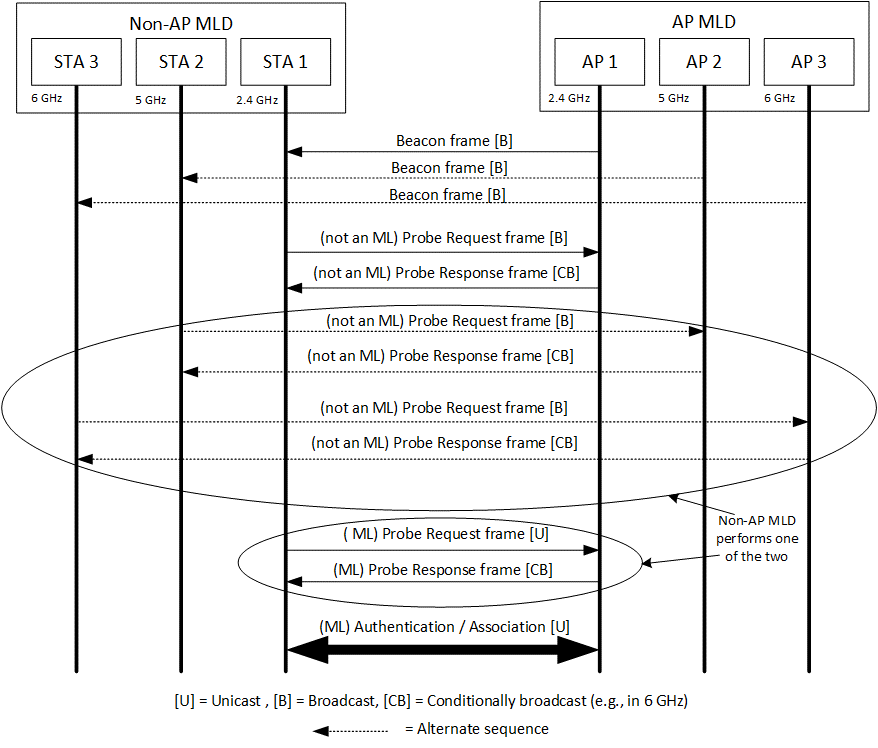 Non-AP MLD
AP MLD
STA 3
STA 2
STA 1
AP 1
AP 2
AP 3
6 GHz
5 GHz
2.4 GHz
2.4 GHz
5 GHz
6 GHz
Beacon frame [B]
Beacon frame [B]
Beacon frame [B]
(not an ML) Probe Request frame [B]
(not an ML) Probe Response frame [CB]
(not an ML) Probe Request frame [B]
(not an ML) Probe Response frame [CB]
(not an ML) Probe Request frame [B]
(not an ML) Probe Response frame [CB]
Non-AP MLD
performs one
of the two
( ML) Probe Request frame [U]
(ML) Probe Response frame [CB]
(ML) Authentication / Association [U]
[U] = Unicast , [B] = Broadcast, [CB] = Conditionally broadcast (e.g., in 6 GHz)
= Alternate sequence